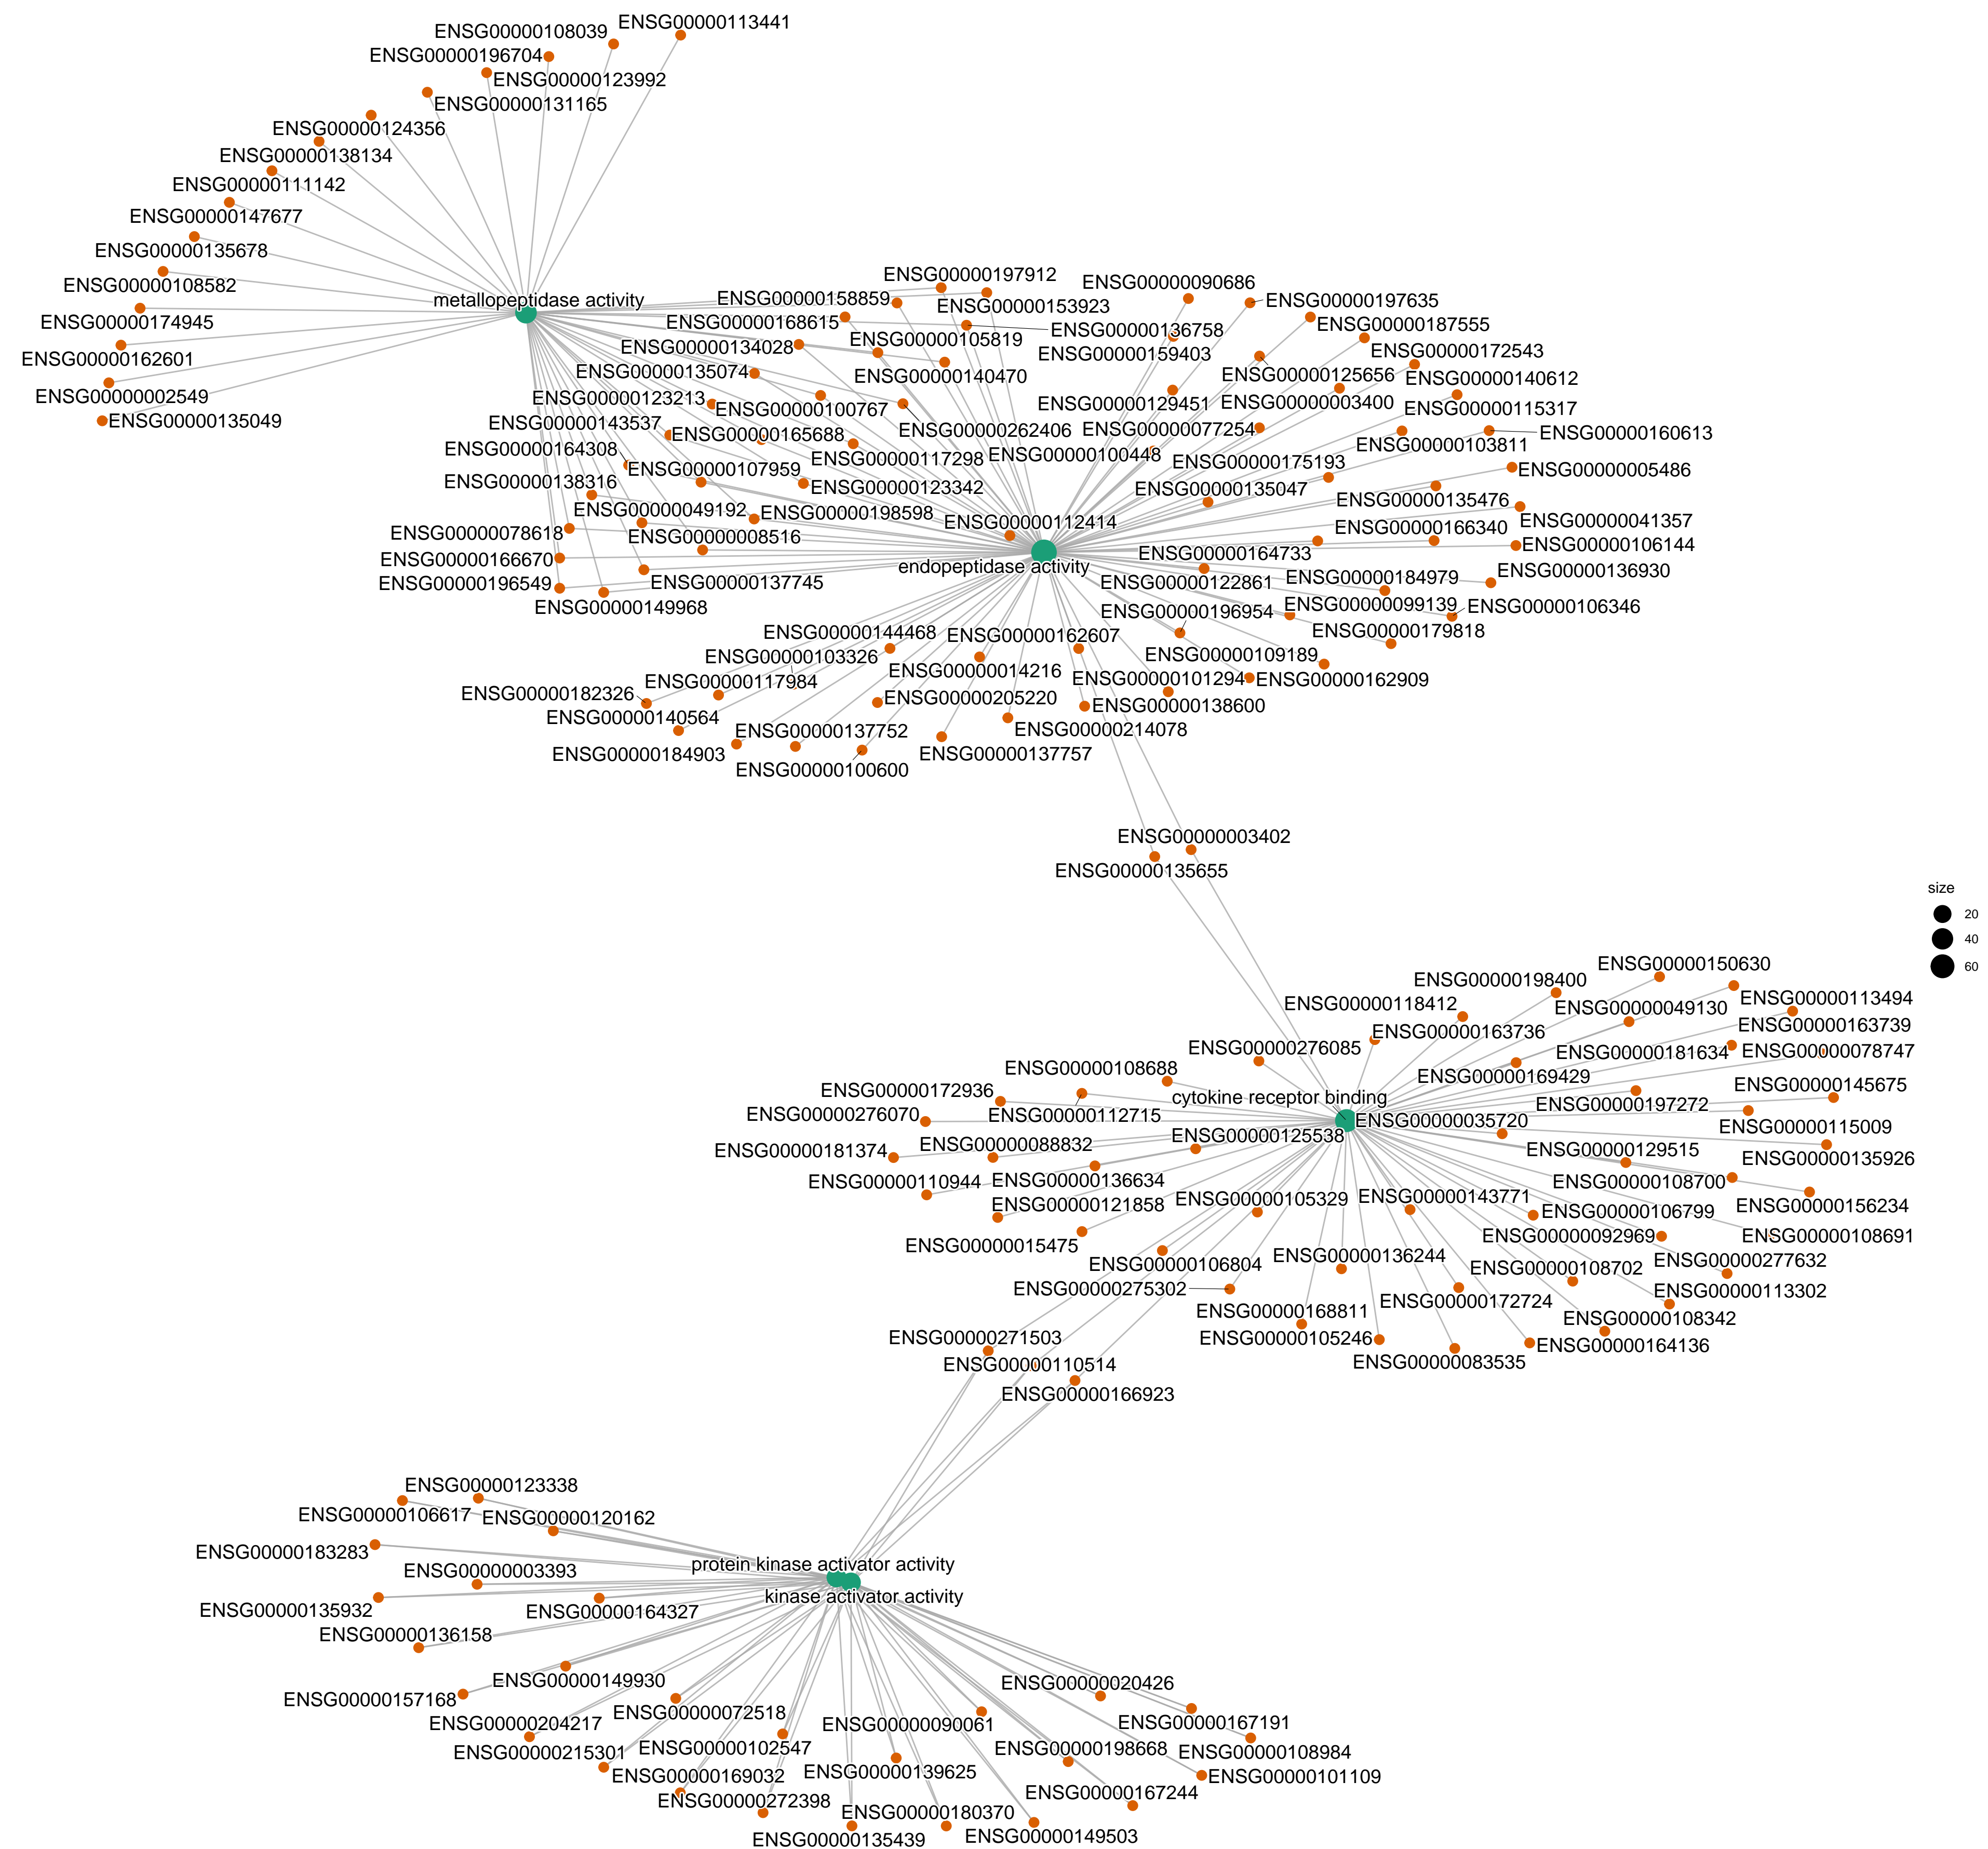 ENSG00000113441
ENSG00000108039
ENSG00000196704
ENSG00000123992
ENSG00000131165
ENSG00000124356
ENSG00000138134
ENSG00000111142
ENSG00000147677
ENSG00000135678
ENSG00000108582
ENSG00000174945
ENSG00000162601
ENSG00000002549
ENSG00000135049
metallopeptidase activity
ENSG00000197912
ENSG00000090686
ENSG00000158859
ENSG00000153923
ENSG00000197635
ENSG00000168615
ENSG00000136758
ENSG00000187555
ENSG00000134028
ENSG00000105819
ENSG00000159403
ENSG00000172543
ENSG00000135074
ENSG00000140470
ENSG00000125656
ENSG00000140612
ENSG00000123213
ENSG00000100767
ENSG00000129451
ENSG00000003400
ENSG00000115317
ENSG00000143537
ENSG00000165688
ENSG00000262406
ENSG00000077254
ENSG00000160613
ENSG00000164308
ENSG00000117298
ENSG00000100448
ENSG00000103811
ENSG00000107959
ENSG00000175193
ENSG00000005486
ENSG00000138316
ENSG00000123342
ENSG00000135047
ENSG00000135476
ENSG00000049192
ENSG00000198598
ENSG00000112414
ENSG00000041357
ENSG00000078618
ENSG00000008516
ENSG00000166340
ENSG00000106144
ENSG00000166670
ENSG00000164733
endopeptidase activity
ENSG00000136930
ENSG00000196549
ENSG00000137745
ENSG00000122861
ENSG00000184979
ENSG00000149968
ENSG00000196954
ENSG00000099139
ENSG00000106346
ENSG00000144468
ENSG00000162607
ENSG00000179818
ENSG00000103326
ENSG00000014216
ENSG00000109189
ENSG00000117984
ENSG00000101294
ENSG00000162909
ENSG00000182326
ENSG00000205220
ENSG00000138600
ENSG00000140564
ENSG00000137752
ENSG00000214078
ENSG00000184903
ENSG00000137757
ENSG00000100600
ENSG00000003402
ENSG00000135655
size
20
40
60
ENSG00000150630
ENSG00000198400
ENSG00000118412
ENSG00000049130
ENSG00000113494
ENSG00000163736
ENSG00000163739
ENSG00000276085
ENSG00000181634
ENSG00000078747
ENSG00000108688
ENSG00000169429
ENSG00000172936
ENSG00000145675
cytokine receptor binding
ENSG00000276070
ENSG00000112715
ENSG00000197272
ENSG00000035720
ENSG00000115009
ENSG00000181374
ENSG00000088832
ENSG00000125538
ENSG00000129515
ENSG00000135926
ENSG00000110944
ENSG00000136634
ENSG00000108700
ENSG00000121858
ENSG00000105329
ENSG00000143771
ENSG00000156234
ENSG00000106799
ENSG00000015475
ENSG00000092969
ENSG00000108691
ENSG00000106804
ENSG00000136244
ENSG00000108702
ENSG00000277632
ENSG00000275302
ENSG00000172724
ENSG00000113302
ENSG00000168811
ENSG00000108342
ENSG00000271503
ENSG00000105246
ENSG00000164136
ENSG00000110514
ENSG00000083535
ENSG00000166923
ENSG00000123338
ENSG00000106617
ENSG00000120162
ENSG00000183283
protein kinase activator activity
ENSG00000003393
kinase activator activity
ENSG00000135932
ENSG00000164327
ENSG00000136158
ENSG00000149930
ENSG00000020426
ENSG00000157168
ENSG00000072518
ENSG00000204217
ENSG00000090061
ENSG00000167191
ENSG00000215301
ENSG00000102547
ENSG00000198668
ENSG00000108984
ENSG00000169032
ENSG00000139625
ENSG00000101109
ENSG00000272398
ENSG00000167244
ENSG00000180370
ENSG00000135439
ENSG00000149503